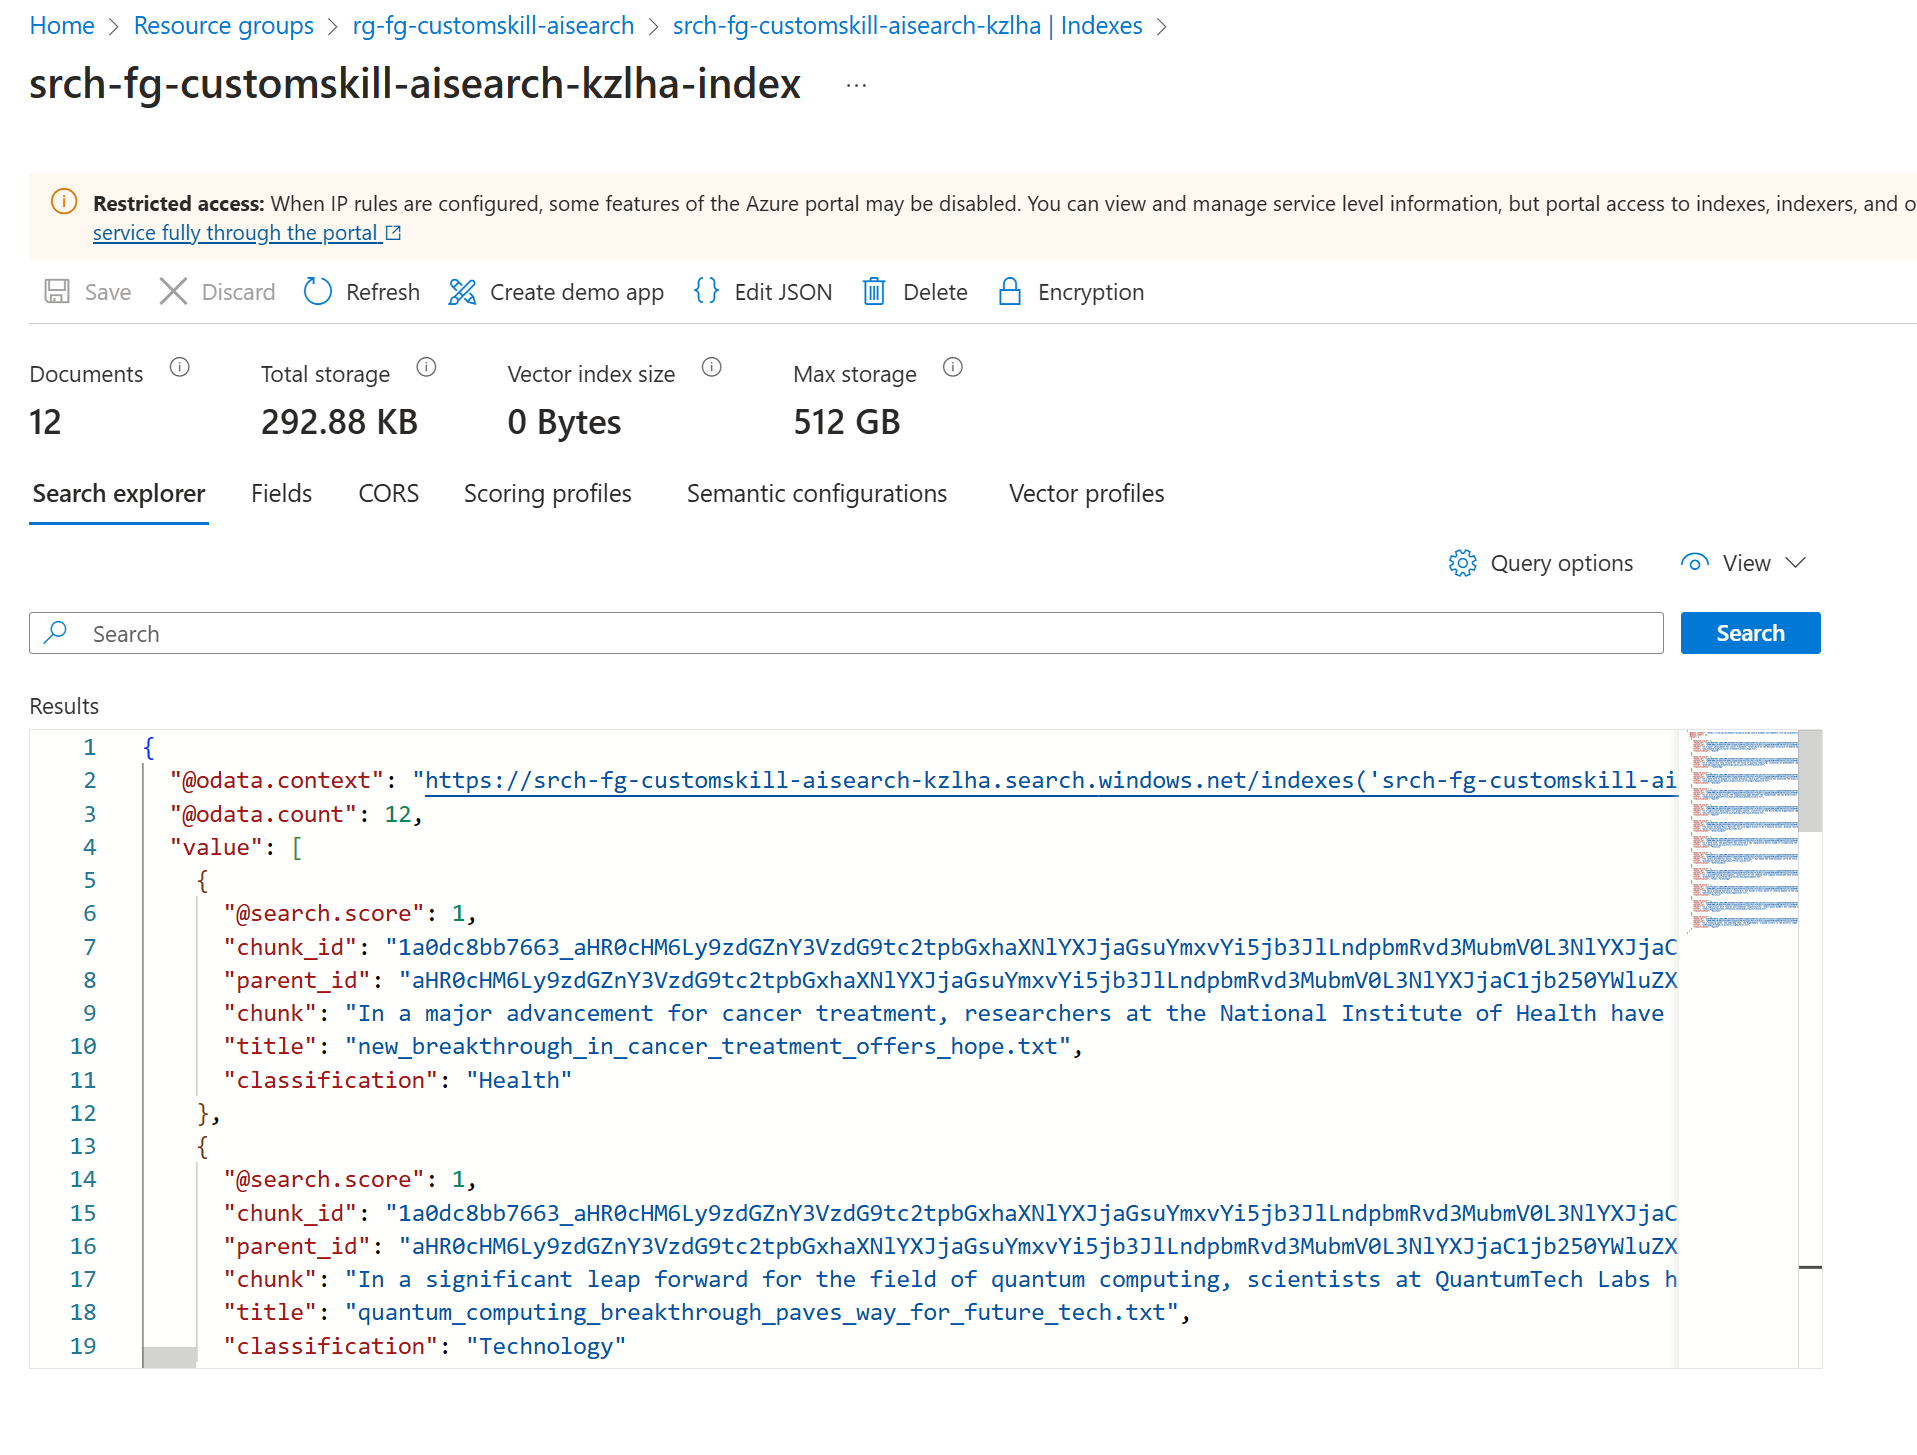 Home > Resource groups > rg-fg-customskill-aisearch > srch-fg-customskill-aisearch-kzlha | Indexes >
srch-fg-customskill-aisearch-kzlha-index ...
Restricted access: When IP rules are configured, some features of the Azure portal may be disabled. You can view and manage service level information, but portal access to indexes, indexers, and o
service fully through the portal
Save Discard Refresh Create demo app Edit JSON Delete Encryption
Documents Total storage Vector index size Max storage
12 292.88 KB 0 Bytes 512 GB
Search explorer Fields CORS Scoring profiles Semantic configurations Vector profiles
Query options View
Search Search
Results
1 {
2 "@odata.context": "https://srch-fg-customskill-aisearch-kzlha.search.windows.net/indexes('srch-fg-customskill-ai
3 "@odata.count": 12,
4 "value": [
5 {
6 "@search.score": 1,
7 "chunk_id": "1a0dc8bb7663_aHR0cHM6Ly9zdGZnY3VzdG9tc2tpbGxhaXNlYXJjaGsuYmxvYi5jb3JlLndpbmRvd3MubmV0L3NlYXJjaC
8 "parent_id": "aHR0cHM6Ly9zdGZnY3VzdG9tc2tpbGxhaXNlYXJjaGsuYmxvYi5jb3JlLndpbmRvd3MubmV0L3NlYXJjaC1jb250YWluZX
9 "chunk": "In a major advancement for cancer treatment, researchers at the National Institute of Health have
10 "title": "new_breakthrough_in_cancer_treatment_offers_hope.txt",
11 "classification": "Health"
12 },
13 {
14 "@search.score": 1,
15 "chunk_id": "1a0dc8bb7663_aHR0cHM6Ly9zdGZnY3VzdG9tc2tpbGxhaXNlYXJjaGsuYmxvYi5jb3JlLndpbmRvd3MubmV0L3NlYXJjaC
16 "parent_id": "aHR0cHM6Ly9zdGZnY3VzdG9tc2tpbGxhaXNlYXJjaGsuYmxvYi5jb3JlLndpbmRvd3MubmV0L3NlYXJjaC1jb250YWluZX
17 "chunk": "In a significant leap forward for the field of quantum computing, scientists at QuantumTech Labs h
18 "title": "quantum_computing_breakthrough_paves_way_for_future_tech.txt",
19 "classification": "Technology"